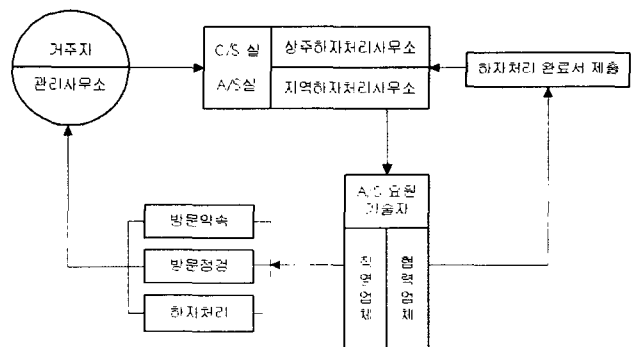 거주자
관리사무소
C/S 실
A/S실
상주하자처리사무소
지역하자처리사무소
하자처리 완료서 제출
A/S 요원
기술자
직영업체
협력업체
방문약속
방문점검
하자처리